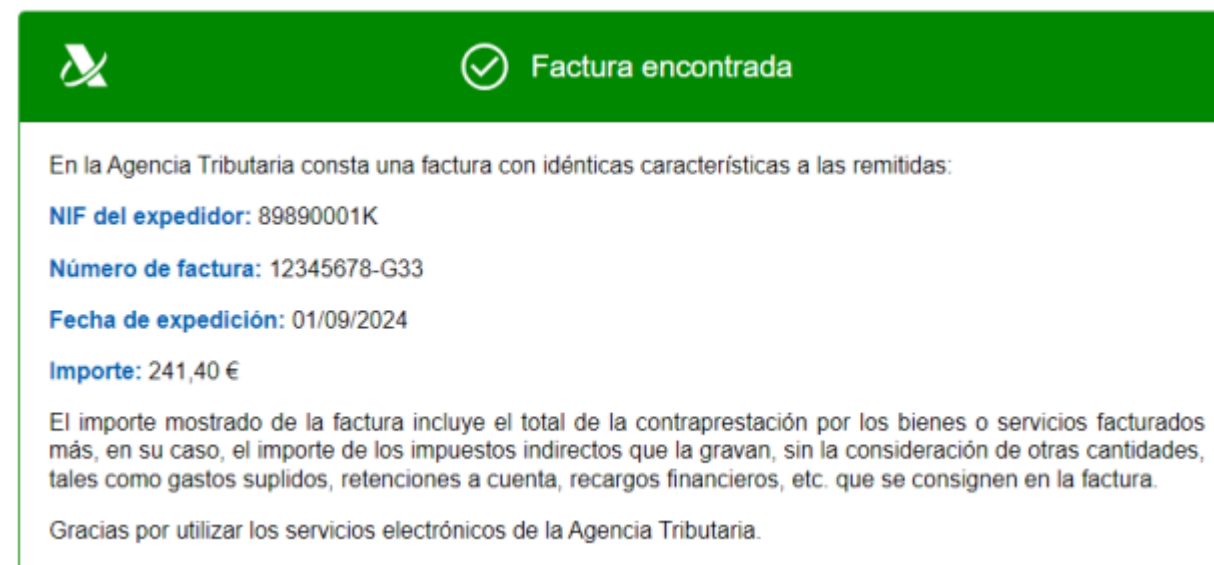 Factura encontrada
En la Agencia Tributaria consta una factura con idénticas características a las remitidas:
NIF del expedidor: 89890001K
Número de factura: 12345678-G33
Fecha de expedición: 01/09/2024
Importe: 241,40 €
El importe mostrado de la factura incluye el total de la contraprestación por los bienes o servicios facturados
más, en su caso, el importe de los impuestos indirectos que la gravan, sin la consideración de otras cantidades,
tales como gastos suplidos, retenciones a cuenta, recargos financieros, etc. que se consignen en la factura.
Gracias por utilizar los servicios electrónicos de la Agencia Tributaria.